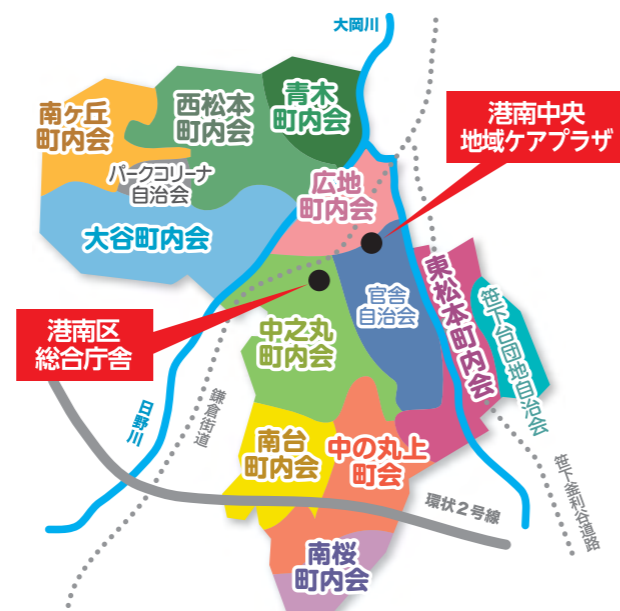 大岡川
青木
町内会
西松本
町内会
南ヶ丘
町内会
港南中央
地域ケアプラザ
パークコリーナ
自治会
広地
町内会
大谷町内会
東松本町内会
官舎
自治会
笹下台団地自治会
港南区
総合庁舎
中之丸
町内会
日野川
鎌倉街道
南台
町内会
中の丸上
町会
環状2号線
笹下釜利谷道路
南桜
町内会